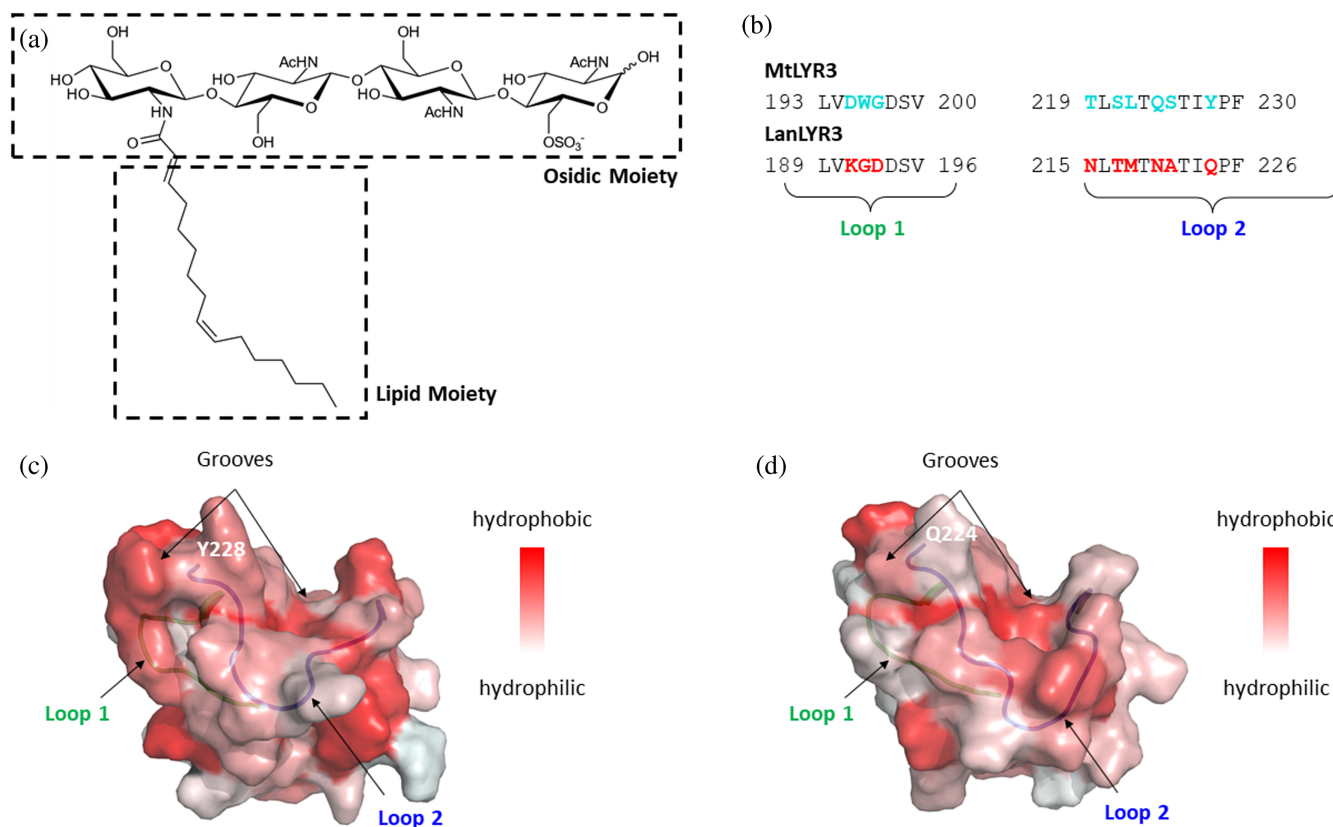 (a)
OH
HO
HO
O
HN
O
O
HO
AcHN
O
OH
O
OH
O
HO
AcHN
O
O
HO
AcHN
OH
O
OSO₃⁻
Osidic Moiety
Lipid Moiety
(b)
MtLYR3
193 LVDWGDSV 200 219 TLSLTQSTIYPF 230
LanLYR3
189 LVKGDDSV 196 215 NLTMTNATIQPF 226
Loop 1 Loop 2
(c)
Grooves
Y228
hydrophobic
hydrophilic
Loop 1
Loop 2
(d)
Grooves
Q224
hydrophobic
hydrophilic
Loop 1
Loop 2